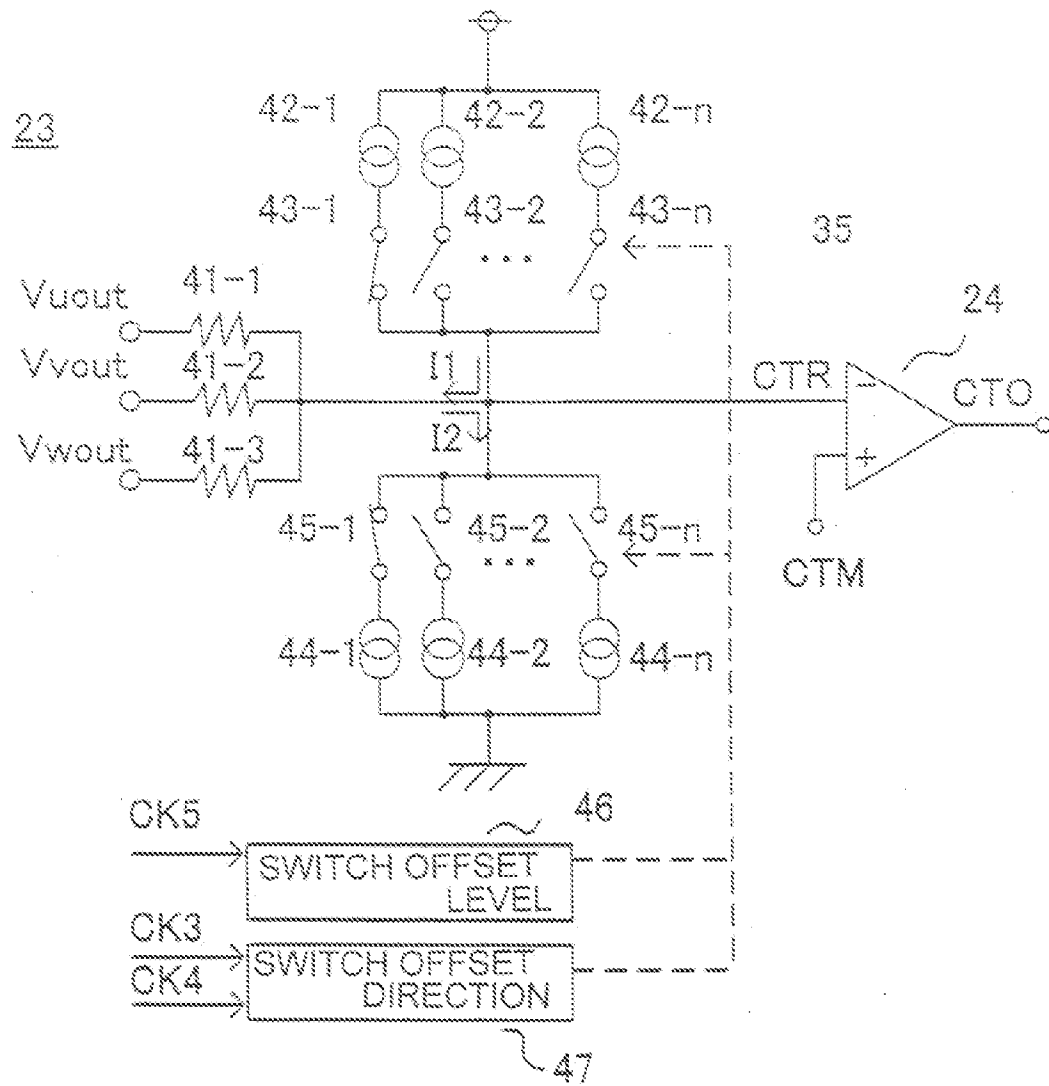 23
42-1
42-2
42-n
43-1
43-2
...
43-n
35
Vuout
41-1
24
Vvout
41-2
I1
CTR
−
CTO
Vwout
41-3
I2
+
CTM
45-1
45-2
...
45-n
44-1
44-2
44-n
CK5
46
SWITCH OFFSET
LEVEL
CK3
SWITCH OFFSET
DIRECTION
CK4
47